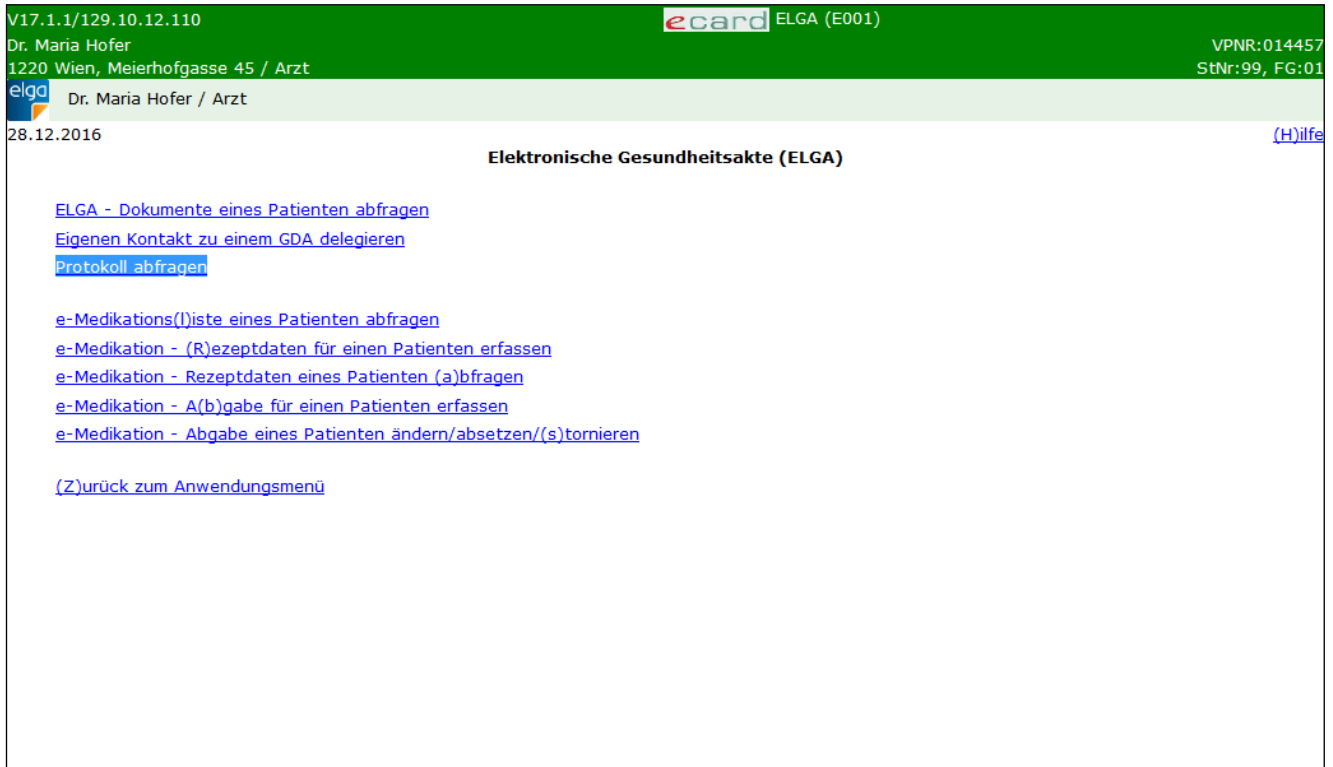 V17.1.1/129.10.12.110 ecard ELGA (E001)
Dr. Maria Hofer VPNR:014457
1220 Wien, Meierhofgasse 45 / Arzt StNr:99, FG:01
elga Dr. Maria Hofer / Arzt
28.12.2016 (H)ilfe
Elektronische Gesundheitsakte (ELGA)
ELGA - Dokumente eines Patienten abfragen
Eigenen Kontakt zu einem GDA delegieren
Protokoll abfragen
e-Medikations(l)iste eines Patienten abfragen
e-Medikation - (R)ezeptdaten für einen Patienten erfassen
e-Medikation - Rezeptdaten eines Patienten (a)bfragen
e-Medikation - A(b)gabe für einen Patienten erfassen
e-Medikation - Abgabe eines Patienten ändern/absetzen/(s)tornieren
(Z)urück zum Anwendungsmenü